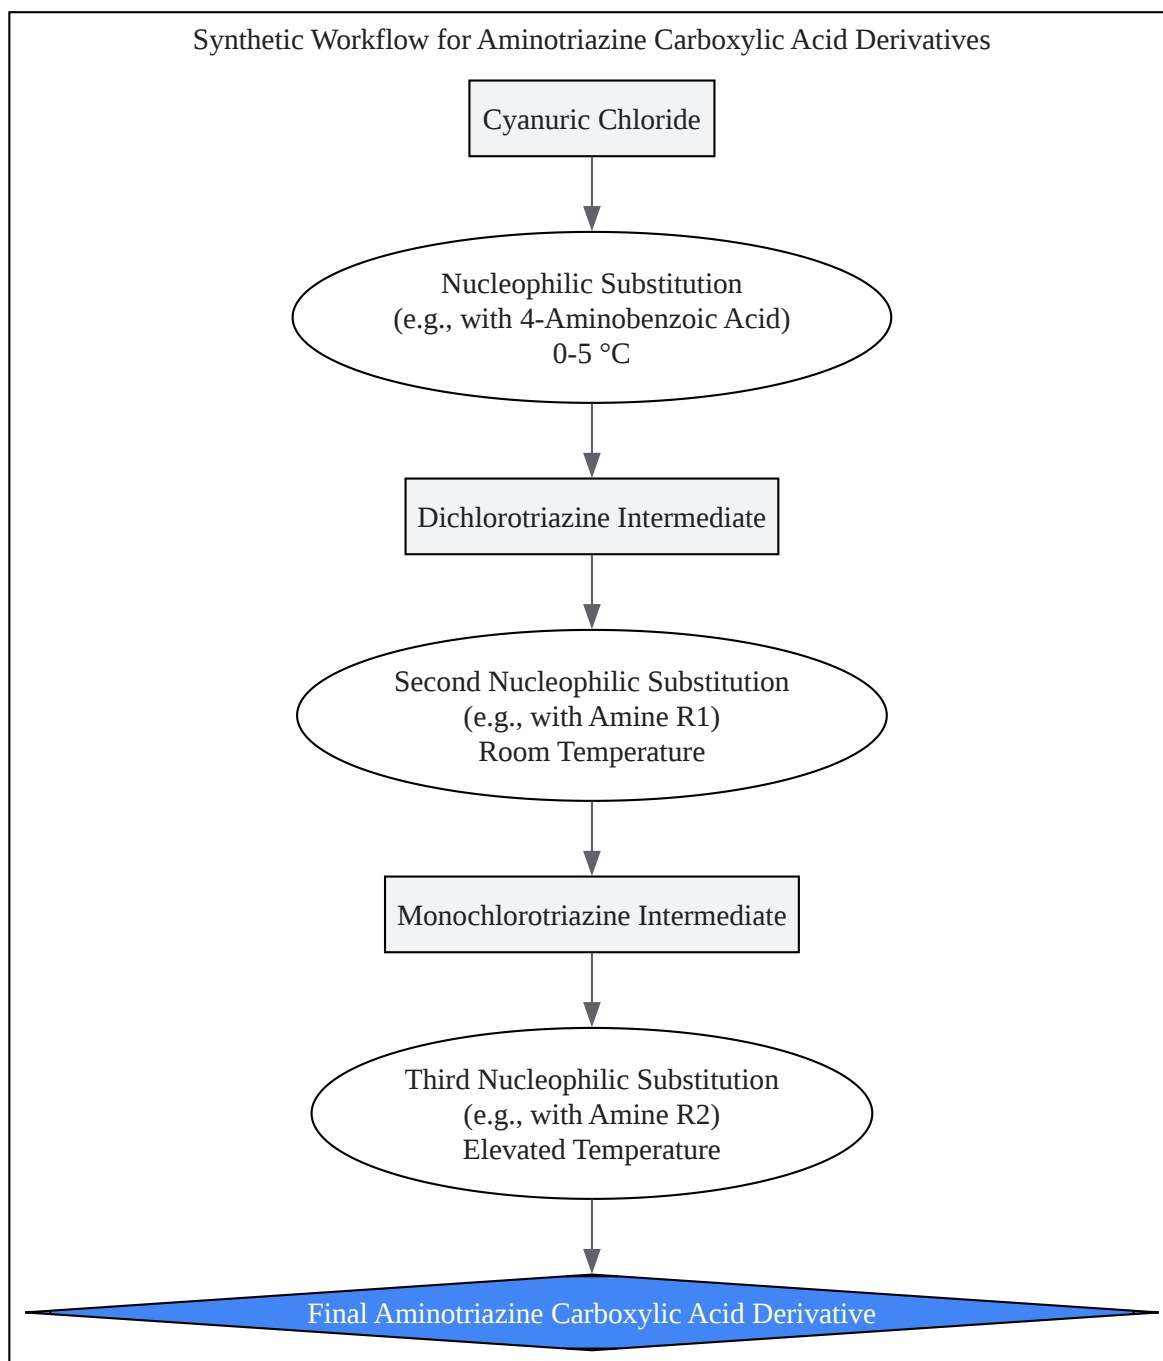 Synthetic Workflow for Aminotriazine Carboxylic Acid Derivatives
Cyanuric Chloride
Nucleophilic Substitution
(e.g., with 4-Aminobenzoic Acid)
0-5 °C
Dichlorotriazine Intermediate
Second Nucleophilic Substitution
(e.g., with Amine R1)
Room Temperature
Monochlorotriazine Intermediate
Third Nucleophilic Substitution
(e.g., with Amine R2)
Elevated Temperature
Final Aminotriazine Carboxylic Acid Derivative